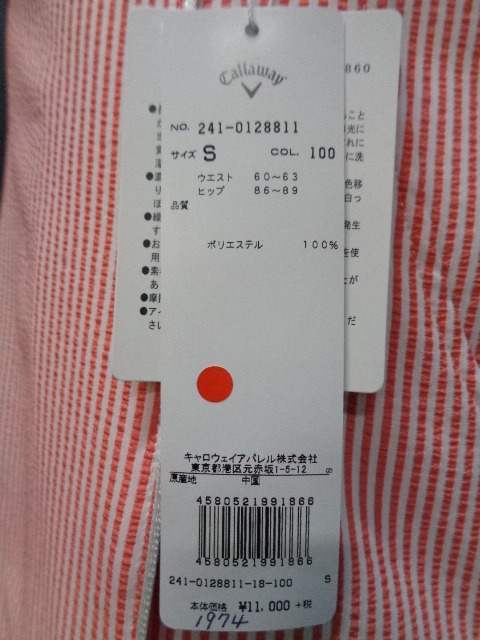 Callaway
860
NO. 241-0128811
サイズ S COL. 100
ウエスト 60～63
ヒップ 86～89
品質
ポリエステル 100%
キャロウェイアパレル株式会社
東京都港区元赤坂1-5-12
原産地 中国
4580521991866
4580521991866
241-0128811-18-100 S
本体価格 ¥11,000 +税
1974